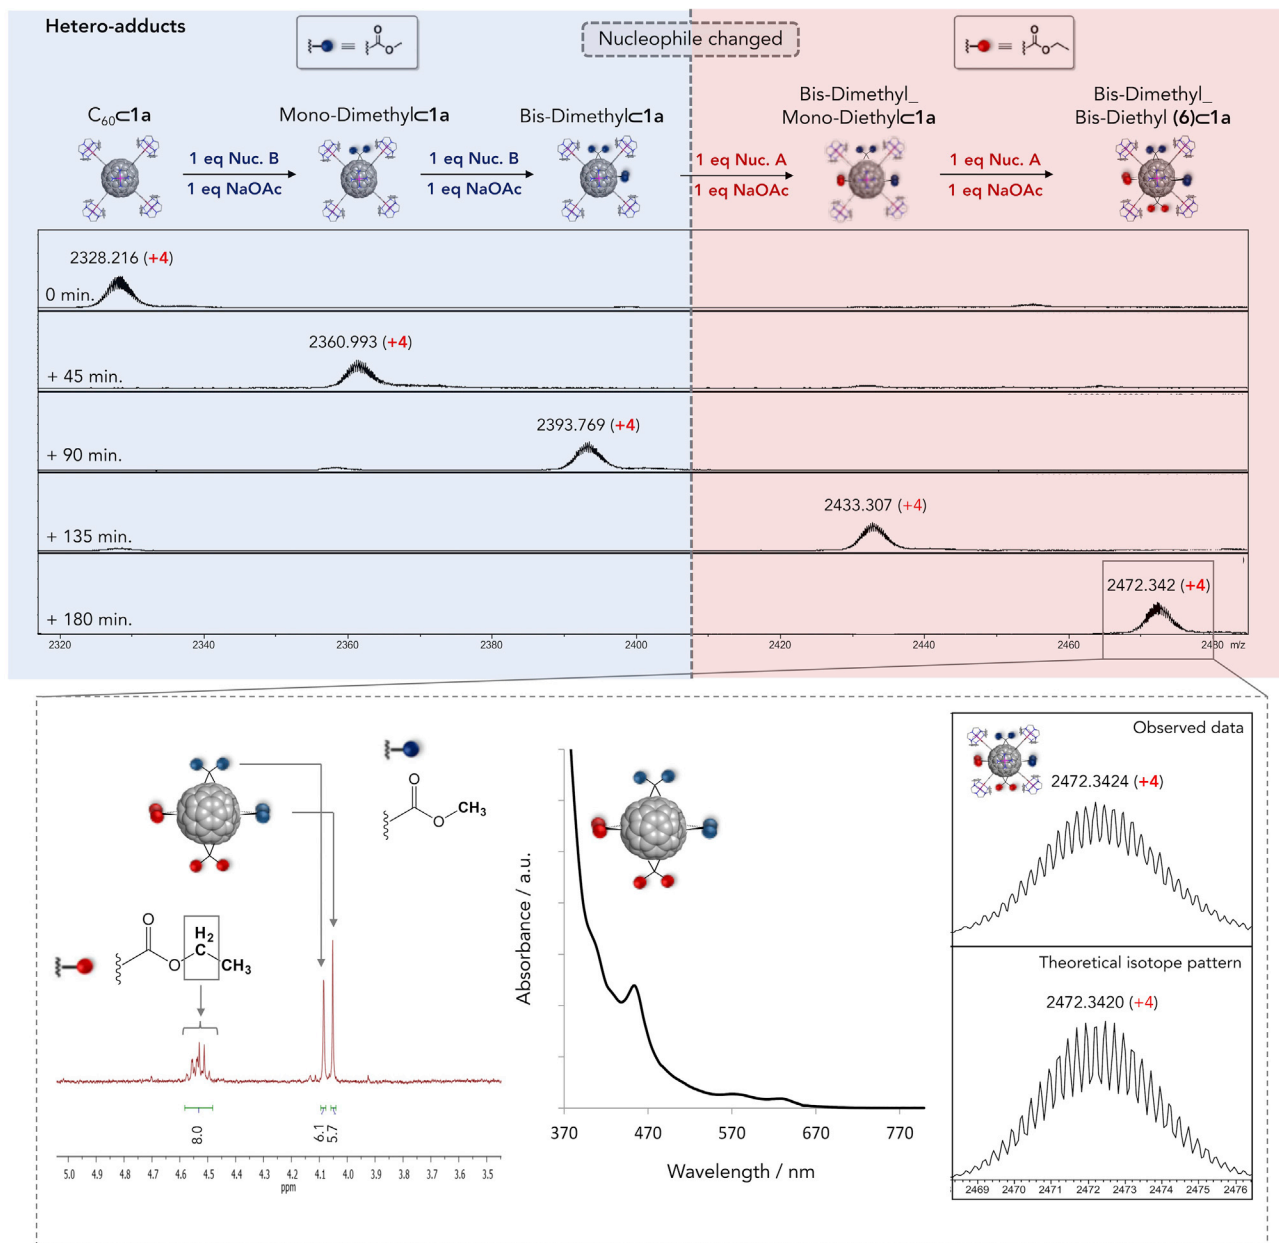 Hetero-adducts
O
O
Nucleophile changed
O
O
C₆₀⊂1a
Mono-Dimethyl⊂1a
Bis-Dimethyl⊂1a
Bis-Dimethyl_
Mono-Diethyl⊂1a
Bis-Dimethyl_
Bis-Diethyl (6)⊂1a
1 eq Nuc. B
1 eq NaOAc
1 eq Nuc. B
1 eq NaOAc
1 eq Nuc. A
1 eq NaOAc
1 eq Nuc. A
1 eq NaOAc
2328.216 (+4)
0 min.
2360.993 (+4)
+ 45 min.
2393.769 (+4)
+ 90 min.
2433.307 (+4)
+ 135 min.
2472.342 (+4)
+ 180 min.
2320 2340 2360 2380 2400 2420 2440 2460 2480 m/z
O
O
CH₃
O
O
H₂
C
CH₃
8.0
6.1
5.7
5.0 4.9 4.8 4.7 4.6 4.5 4.4 4.3 4.2 4.1 4.0 3.9 3.8 3.7 3.6 3.5
ppm
Absorbance / a.u.
370 470 570 670 770
Wavelength / nm
Observed data
2472.3424 (+4)
Theoretical isotope pattern
2472.3420 (+4)
2469 2470 2471 2472 2473 2474 2475 2476